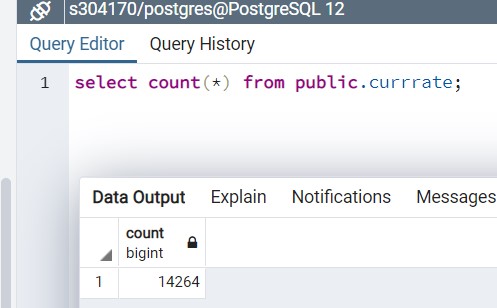 s304170/postgres@PostgreSQL 12
Query Editor Query History
1 select count(*) from public.currrate;
Data Output Explain Notifications Messages
count
bigint
1 14264